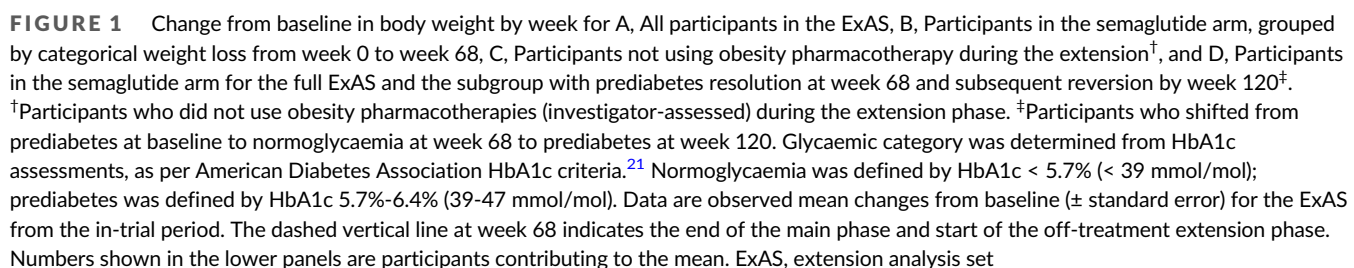 FIGURE 1 Change from baseline in body weight by week for A, All participants in the ExAS, B, Participants in the semaglutide arm, grouped
by categorical weight loss from week 0 to week 68, C, Participants not using obesity pharmacotherapy during the extension†, and D, Participants
in the semaglutide arm for the full ExAS and the subgroup with prediabetes resolution at week 68 and subsequent reversion by week 120‡.
†Participants who did not use obesity pharmacotherapies (investigator-assessed) during the extension phase. ‡Participants who shifted from
prediabetes at baseline to normoglycaemia at week 68 to prediabetes at week 120. Glycaemic category was determined from HbA1c
assessments, as per American Diabetes Association HbA1c criteria.21 Normoglycaemia was defined by HbA1c < 5.7% (< 39 mmol/mol);
prediabetes was defined by HbA1c 5.7%-6.4% (39-47 mmol/mol). Data are observed mean changes from baseline (± standard error) for the ExAS
from the in-trial period. The dashed vertical line at week 68 indicates the end of the main phase and start of the off-treatment extension phase.
Numbers shown in the lower panels are participants contributing to the mean. ExAS, extension analysis set